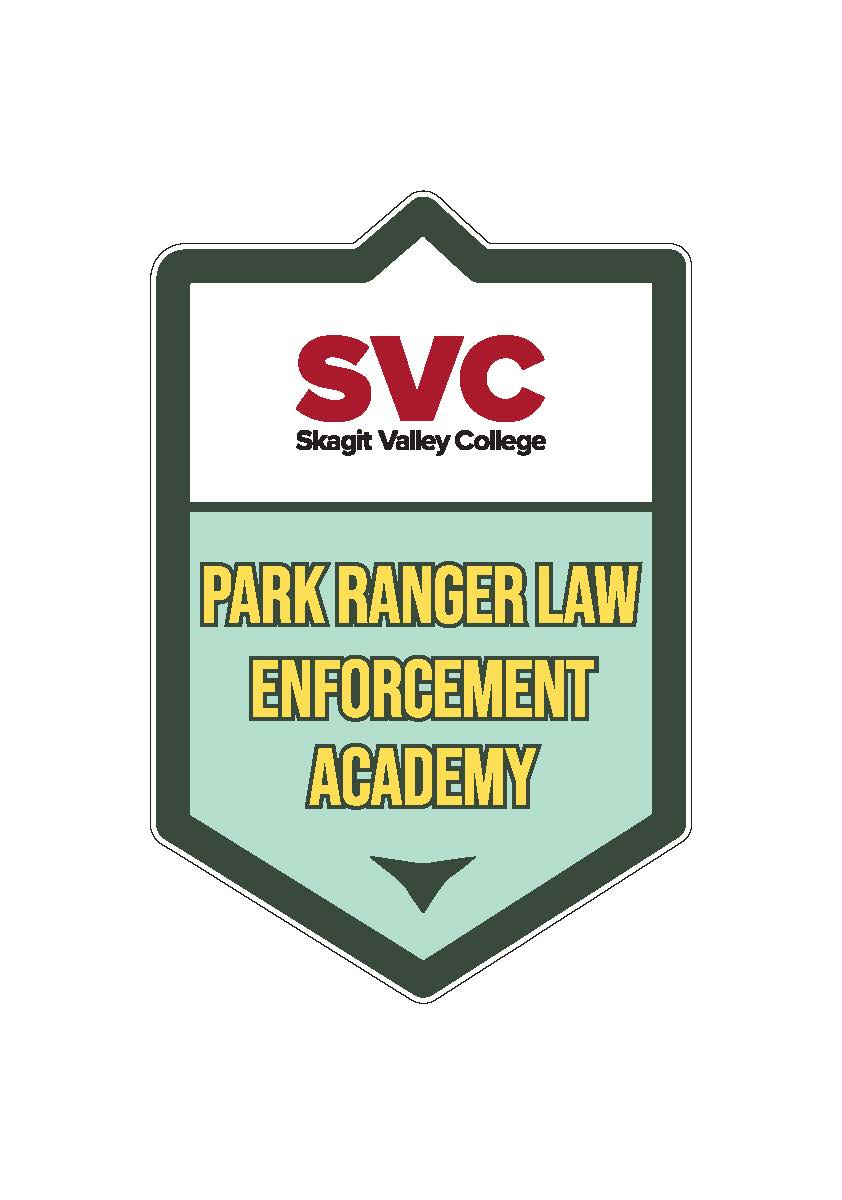 SVC
Skagit Valley College
PARK RANGER LAW
ENFORCEMENT
ACADEMY